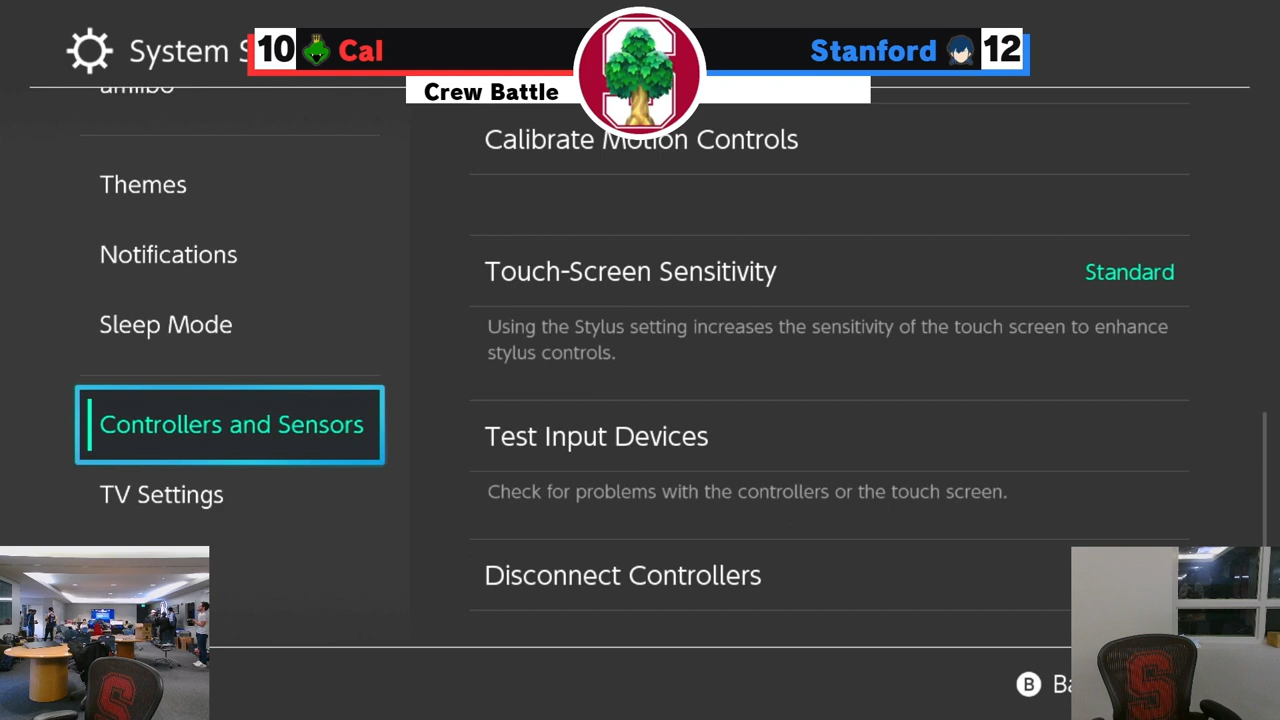 System S
10 Cal
Stanford 12
Crew Battle
S
amiibo
Themes
Notifications
Sleep Mode
Controllers and Sensors
TV Settings
Calibrate Motion Controls
Touch-Screen Sensitivity Standard
Using the Stylus setting increases the sensitivity of the touch screen to enhance
stylus controls.
Test Input Devices
Check for problems with the controllers or the touch screen.
Disconnect Controllers
B Ba
S
S